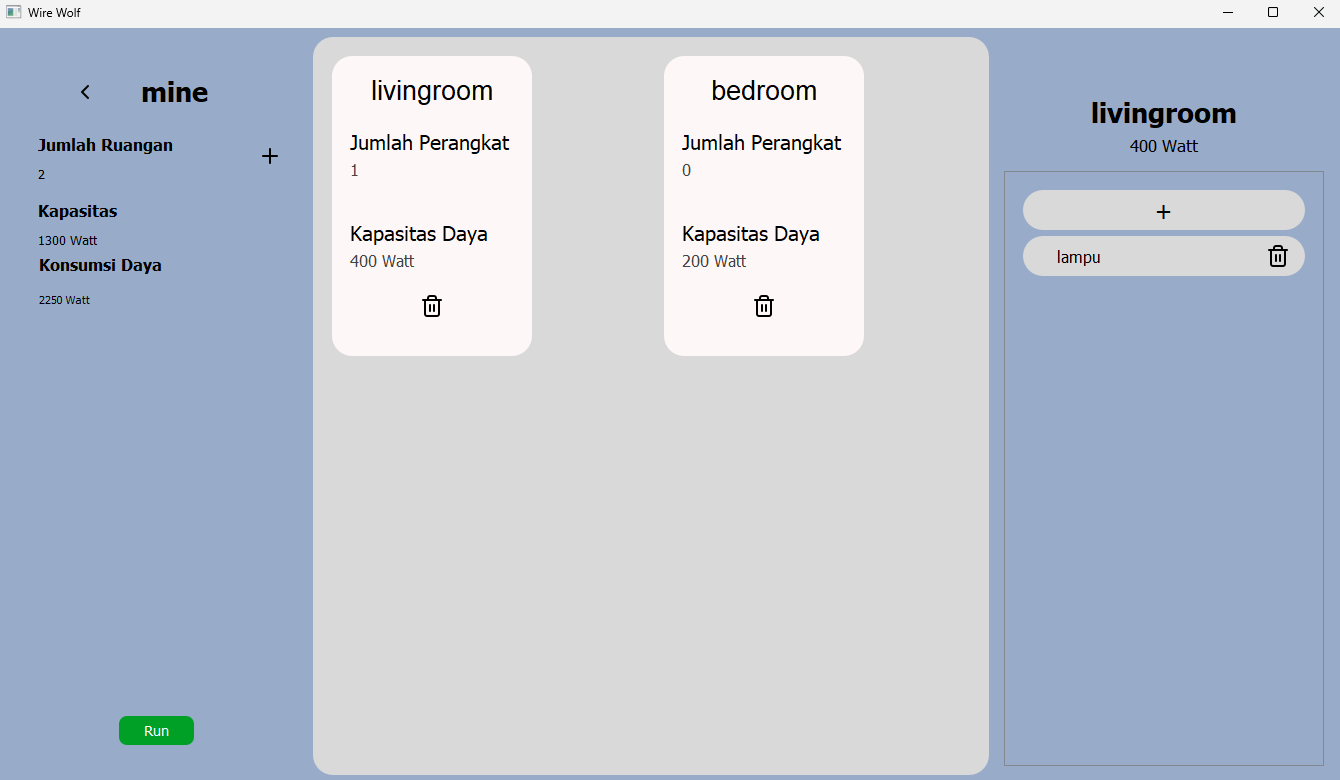 Wire Wolf
mine
Jumlah Ruangan
2
Kapasitas
1300 Watt
Konsumsi Daya
2250 Watt
Run
livingroom
Jumlah Perangkat
1
Kapasitas Daya
400 Watt
bedroom
Jumlah Perangkat
0
Kapasitas Daya
200 Watt
livingroom
400 Watt
+
lampu